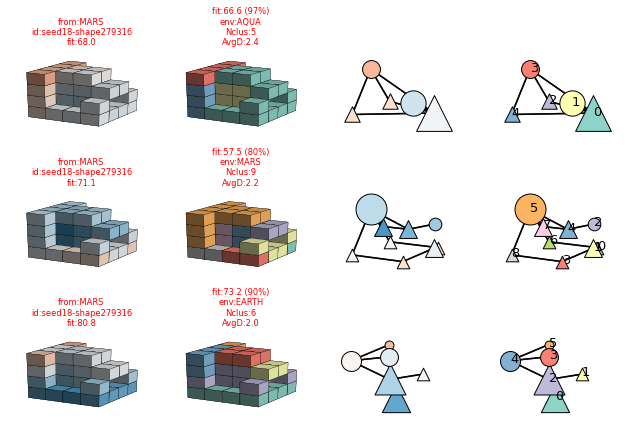 from:MARS
id:seed18-shape279316
fit:68.0
fit:66.6 (97%)
env:AQUA
Nclus:5
AvgD:2.4
3
4
2
1
0
from:MARS
id:seed18-shape279316
fit:71.1
fit:57.5 (80%)
env:MARS
Nclus:9
AvgD:2.2
5
2
7
4
6
1
0
8
3
from:MARS
id:seed18-shape279316
fit:80.8
fit:73.2 (90%)
env:EARTH
Nclus:6
AvgD:2.0
5
4
3
2
1
0